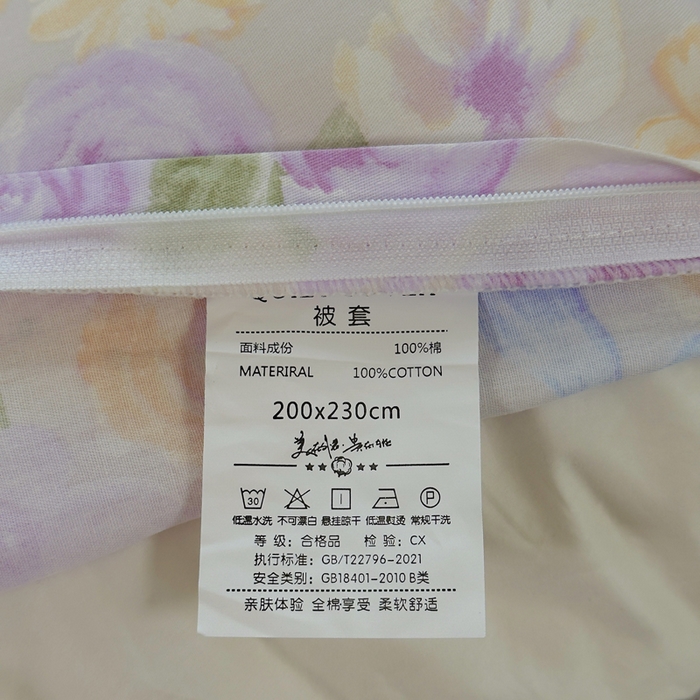 被套
面料成份 100%棉
MATERIRAL 100%COTTON
200x230cm
30
低温水洗 不可漂白 悬挂晾干 低温熨烫 常规干洗
P
等 级：合格品 检 验：CX
执行标准：GB/T22796-2021
安全类别：GB18401-2010 B类
亲肤体验 全棉享受 柔软舒适